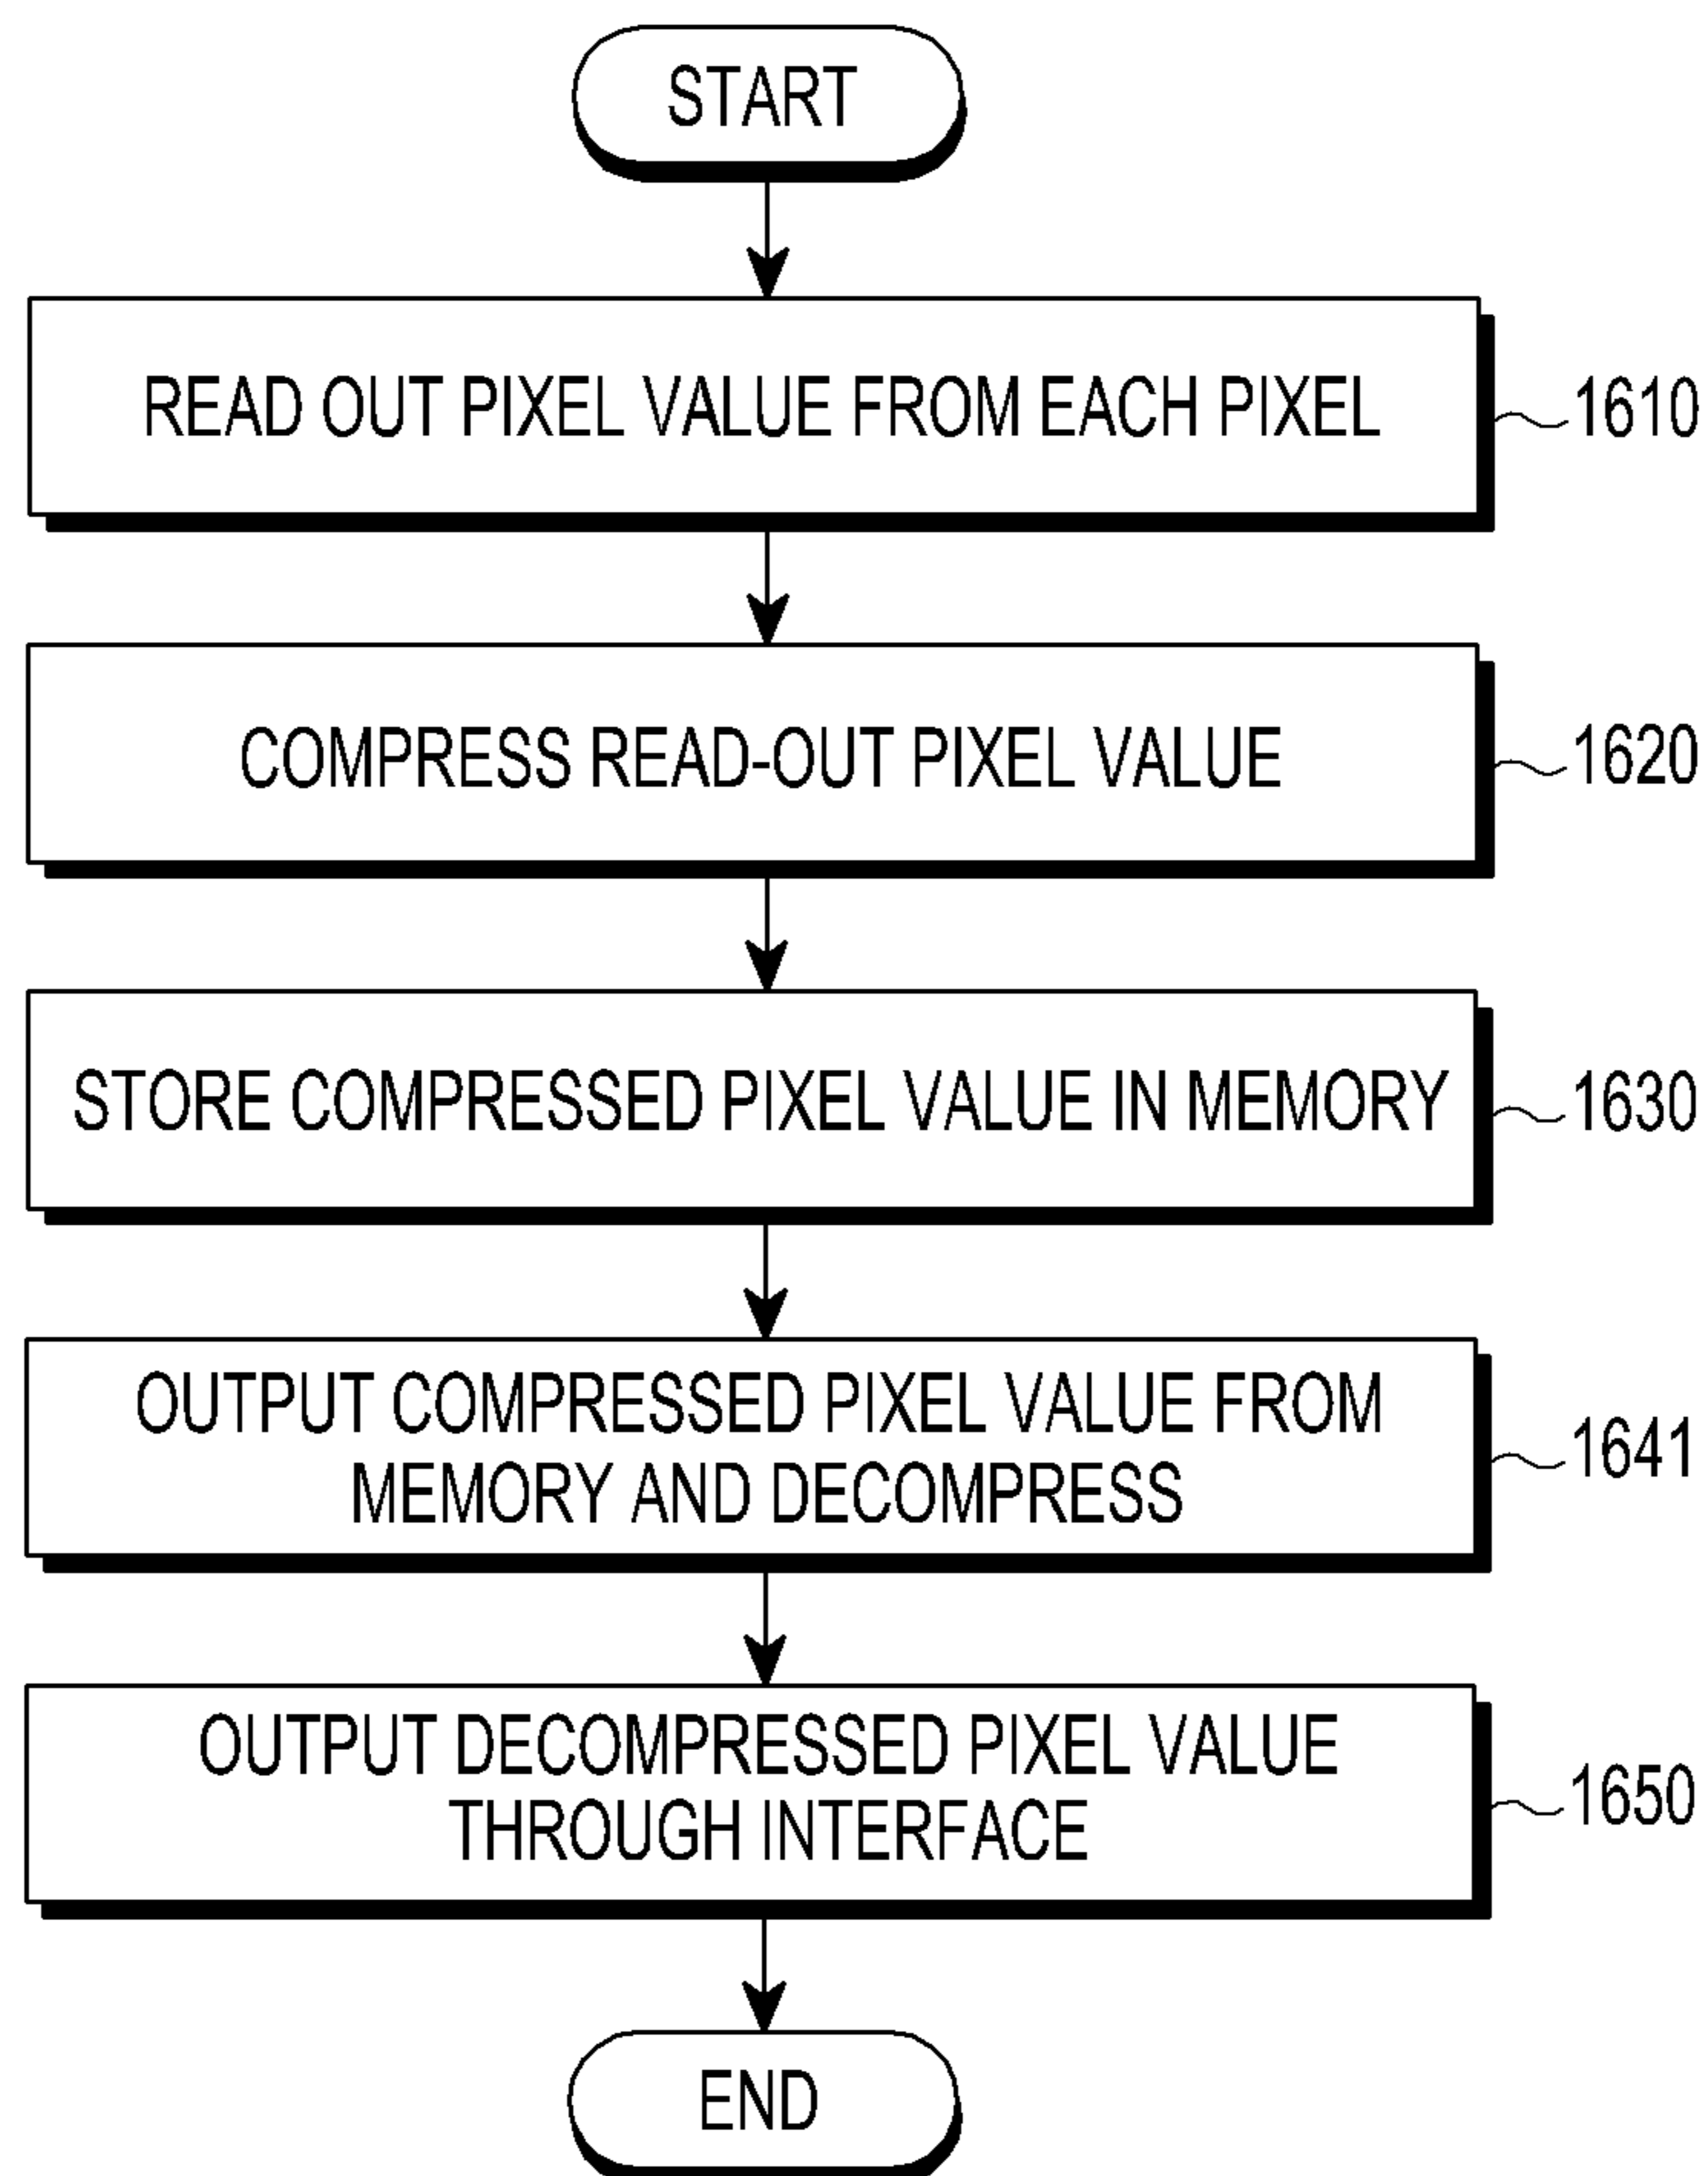 START
READ OUT PIXEL VALUE FROM EACH PIXEL
1610
COMPRESS READ-OUT PIXEL VALUE
1620
STORE COMPRESSED PIXEL VALUE IN MEMORY
1630
OUTPUT COMPRESSED PIXEL VALUE FROM
MEMORY AND DECOMPRESS
1641
OUTPUT DECOMPRESSED PIXEL VALUE
THROUGH INTERFACE
1650
END